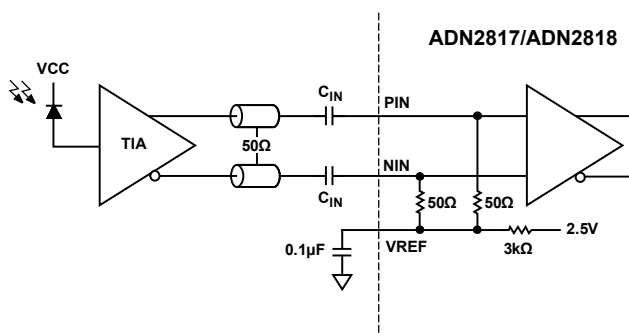 ADN2817/ADN2818
VCC
TIA
50Ω
C_IN
C_IN
PIN
NIN
50Ω
50Ω
VREF
0.1µF
3kΩ
2.5V